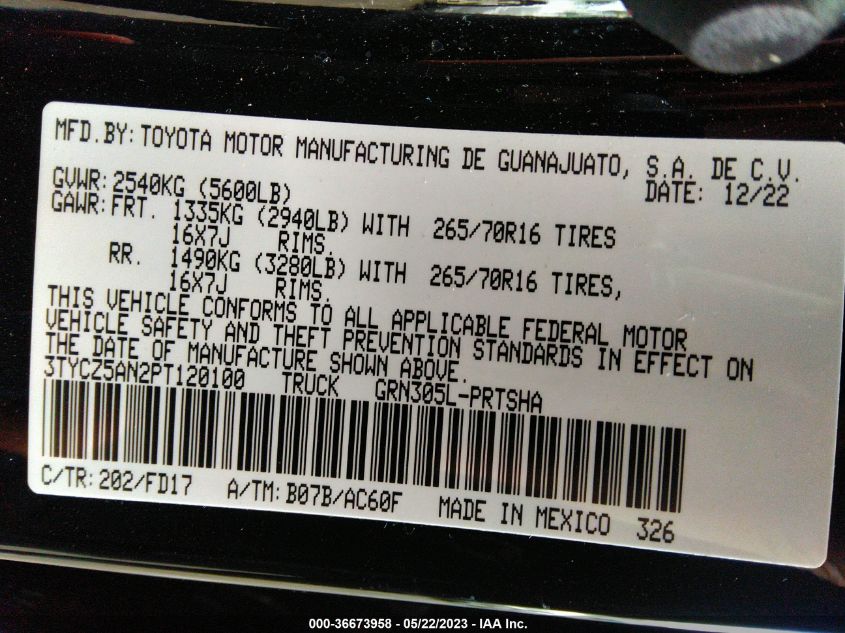 MFD.BY: TOYOTA MOTOR MANUFACTURING DE GUANAJUATO, S.A. DE C.V.
GVWR: 2540KG (5600LB) DATE: 12/22
GAWR: FRT. 1335KG (2940LB) WITH 265/70R16 TIRES
16X7J RIMS.
RR. 1490KG (3280LB) WITH 265/70R16 TIRES,
16X7J RIMS.
THIS VEHICLE CONFORMS TO ALL APPLICABLE FEDERAL MOTOR
VEHICLE SAFETY AND THEFT PREVENTION STANDARDS IN EFFECT ON
THE DATE OF MANUFACTURE SHOWN ABOVE.
3TYCZ5AN2PT120100 TRUCK GRN305L-PRTSHA
C/TR: 202/FD17 A/TM: B07B/AC60F MADE IN MEXICO 326
000-36673958 - 05/22/2023 - IAA Inc.